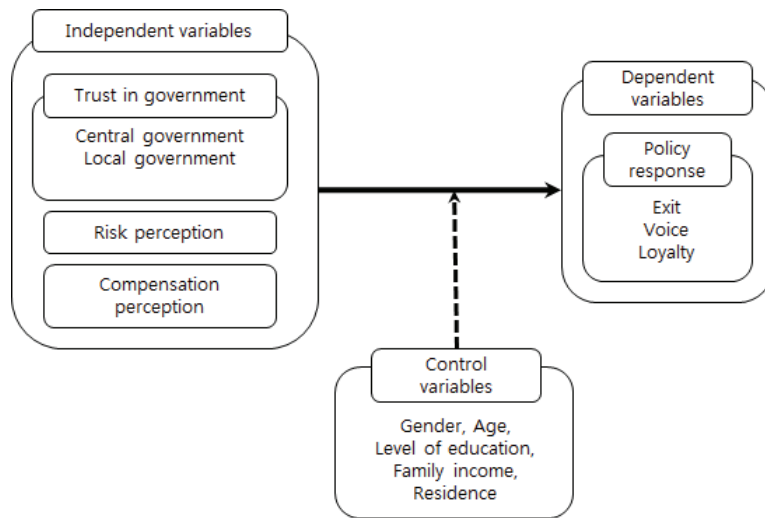 Independent variables
Trust in government
Central government
Local government
Risk perception
Compensation
perception
Dependent
variables
Policy
response
Exit
Voice
Loyalty
Control
variables
Gender, Age,
Level of education,
Family income,
Residence